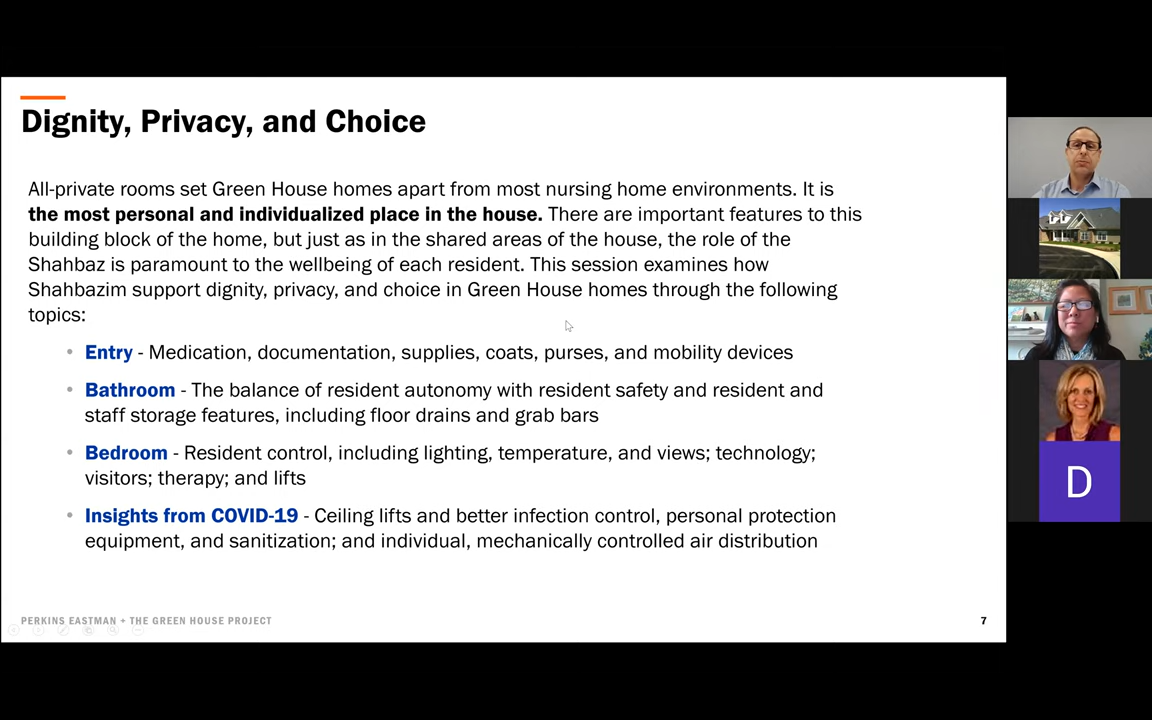 Dignity, Privacy, and Choice
All-private rooms set Green House homes apart from most nursing home environments. It is
the most personal and individualized place in the house. There are important features to this
building block of the home, but just as in the shared areas of the house, the role of the
Shahbaz is paramount to the wellbeing of each resident. This session examines how
Shahbazim support dignity, privacy, and choice in Green House homes through the following
topics:
• Entry - Medication, documentation, supplies, coats, purses, and mobility devices
• Bathroom - The balance of resident autonomy with resident safety and resident and
staff storage features, including floor drains and grab bars
• Bedroom - Resident control, including lighting, temperature, and views; technology;
visitors; therapy; and lifts
• Insights from COVID-19 - Ceiling lifts and better infection control, personal protection
equipment, and sanitization; and individual, mechanically controlled air distribution
PERKINS EASTMAN + THE GREEN HOUSE PROJECT
7
D